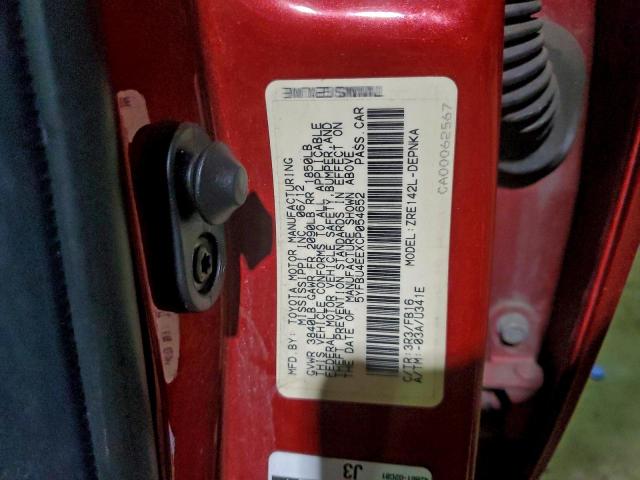 MFD.BY: TOYOTA MOTOR MANUFACTURING
MISSISSIPPI INC. 06/12
GVWR 3840LB GAWR FR 2090LB RR 1850LB
THIS VEHICLE CONFORMS TO ALL APPLICABLE
FEDERAL MOTOR VEHICLE SAFETY, BUMPER, AND
THEFT PREVENTION STANDARDS IN EFFECT ON
THE DATE OF MANUFACTURE SHOWN ABOVE.
5YFBU4EEXCP054652 PASS.CAR
C/TR:3R3/FB16 MODEL:ZRE142L-DEPNKA
A/TM:-03A/U341E
CA00062567
J3